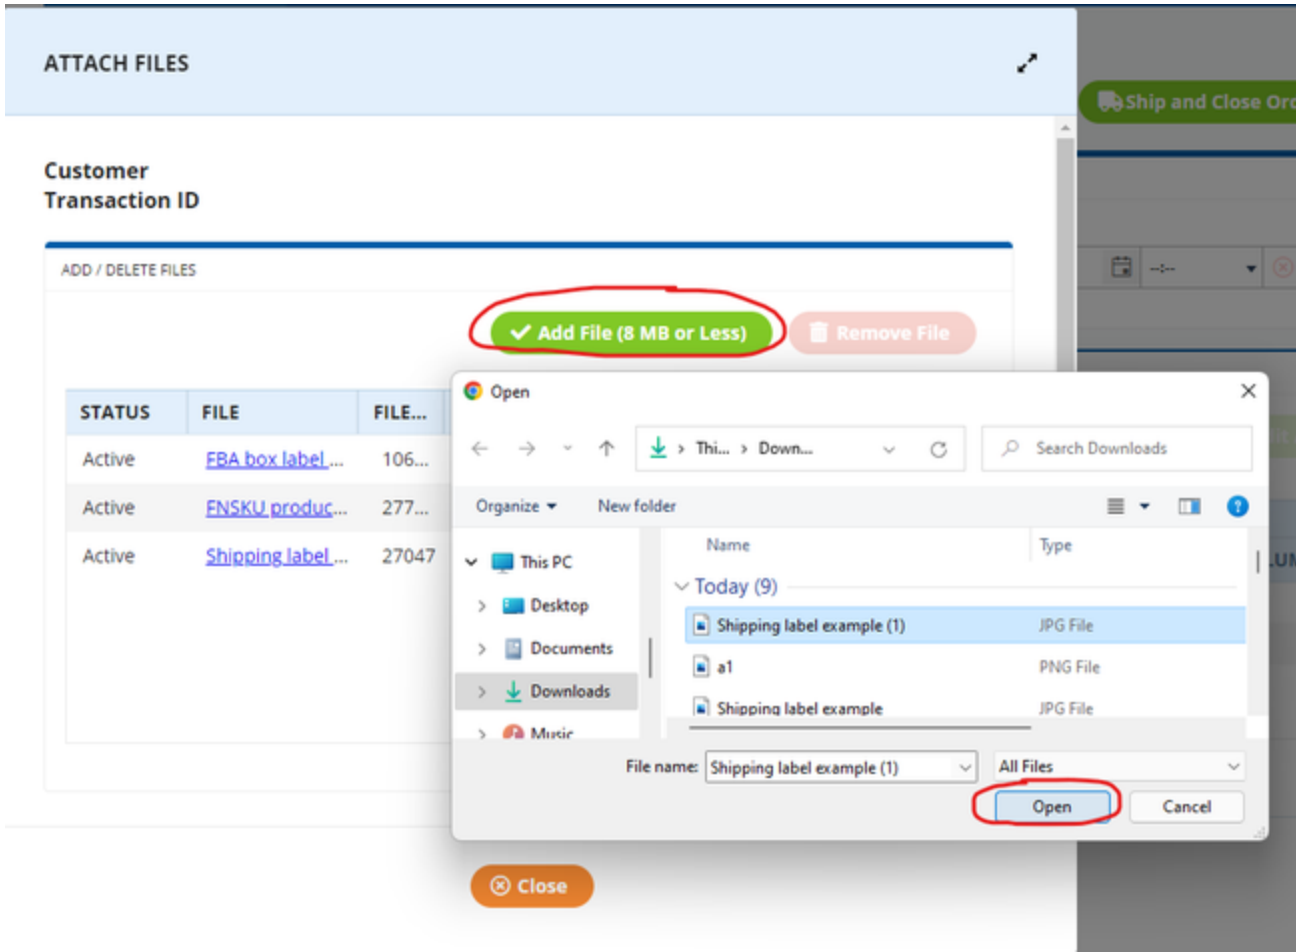 ATTACH FILES
Ship and Close Ord
Customer
Transaction ID
ADD / DELETE FILES
--:--
Add File (8 MB or Less)
Remove File
STATUS FILE FILE...
Active FBA box label ... 106...
Active FNSKU produc... 277...
Active Shipping label ... 27047
Open
Thi... > Down...
Search Downloads
Organize
New folder
Name Type
This PC
Today (9)
Desktop
Shipping label example (1) JPG File
Documents
a1 PNG File
Downloads
Shipping label example JPG File
Music
File name: Shipping label example (1)
All Files
Open
Cancel
Close